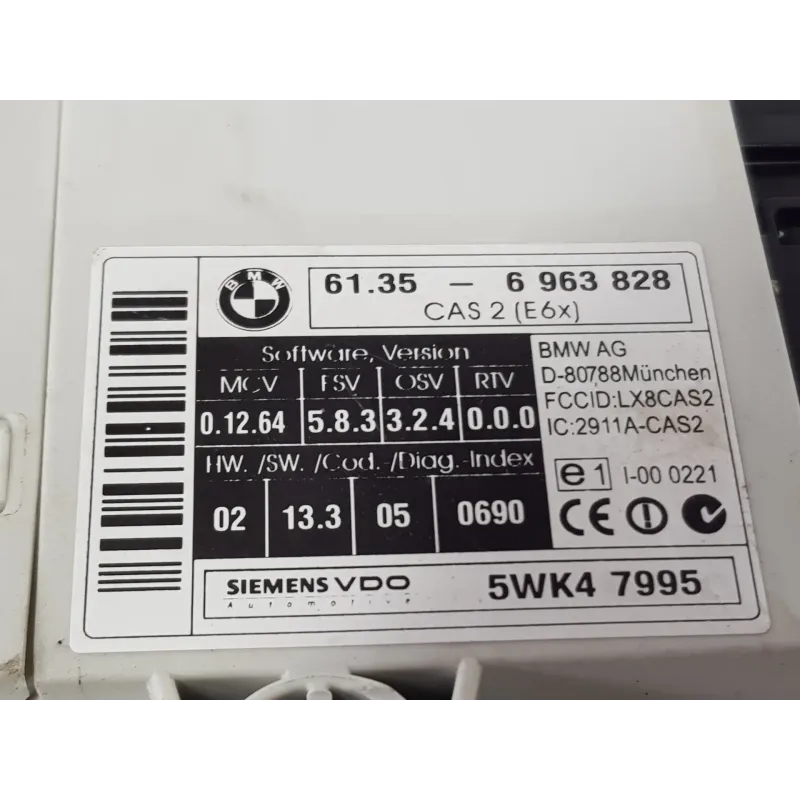 BMW
61.35 - 6 963 828
CAS 2 (E6x)
Software, Version
MCV FSV OSV RTV
0.12.64 5.8.3 3.2.4 0.0.0
HW. /SW. /Cod. /Diag.-Index
02 13.3 05 0690
BMW AG
D-80788München
FCCID:LX8CAS2
IC:2911A-CAS2
e1 I-00 0221
CE
SIEMENS VDO
Automotive
5WK4 7995